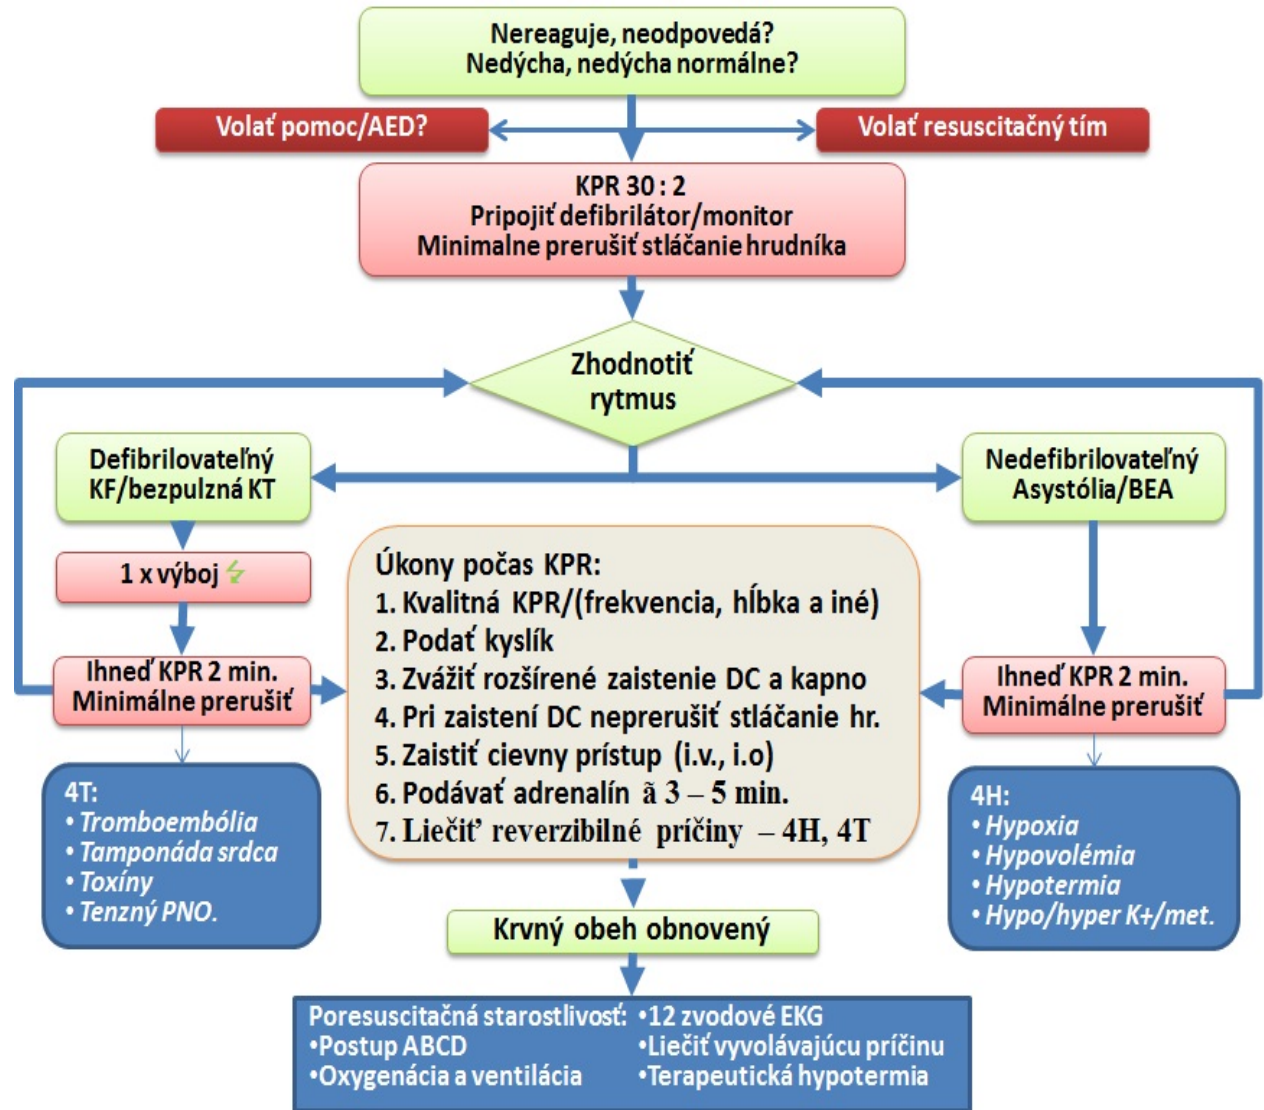 Nereaguje, neodpovedá?
Nedýcha, nedýcha normálne?
Volať pomoc/AED?
Volať resuscitačný tím
KPR 30 : 2
Pripojiť defibrilátor/monitor
Minimalne prerušiť stláčanie hrudníka
Zhodnotiť
rytmus
Defibrilovateľný
KF/bezpulzná KT
Nedefibrilovateľný
Asystólia/BEA
1 x výboj
Ihneď KPR 2 min.
Minimálne prerušiť
Úkony počas KPR:
1. Kvalitná KPR/(frekvencia, hĺbka a iné)
2. Podať kyslík
3. Zvážiť rozšírené zaistenie DC a kapno
4. Pri zaistení DC neprerušiť stláčanie hr.
5. Zaistiť cievny prístup (i.v., i.o)
6. Podávať adrenalín ã 3 – 5 min.
7. Liečiť reverzibilné príčiny – 4H, 4T
Ihneď KPR 2 min.
Minimálne prerušiť
4T:
• Tromboembólia
• Tamponáda srdca
• Toxíny
• Tenzný PNO.
4H:
• Hypoxia
• Hypovolémia
• Hypotermia
• Hypo/hyper K+/met.
Krvný obeh obnovený
Poresuscitačná starostlivosť:
•Postup ABCD
•Oxygenácia a ventilácia
•12 zvodové EKG
•Liečiť vyvolávajúcu príčinu
•Terapeutická hypotermia